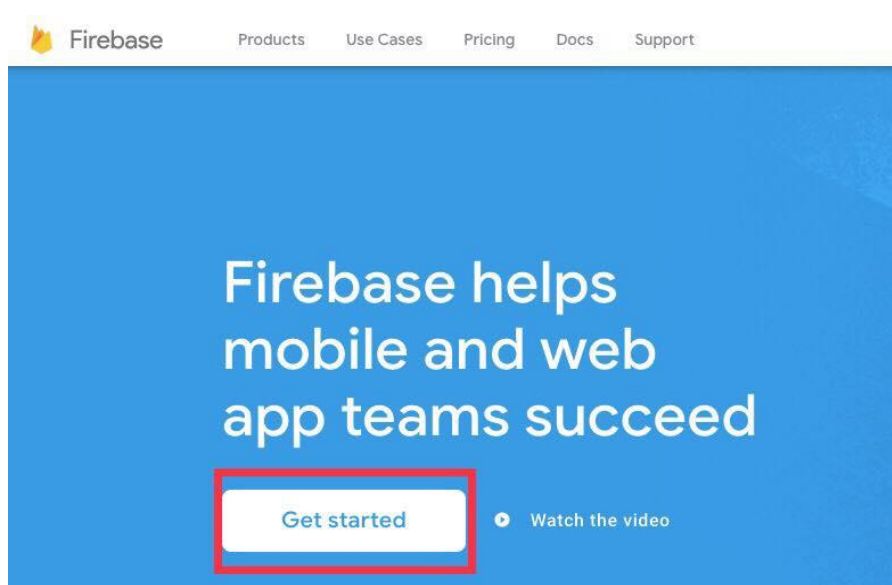 Firebase Products Use Cases Pricing Docs Support
Firebase helps
mobile and web
app teams succeed
Get started Watch the video